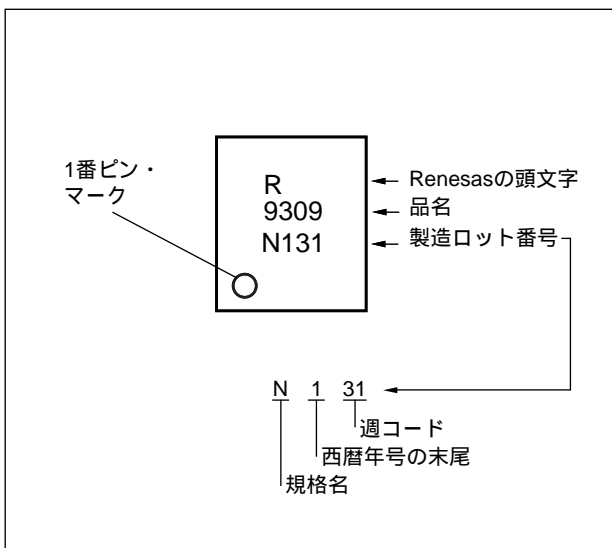 1番ピン・
マーク
R
9309
N131
Renesasの頭文字
品名
製造ロット番号
N 1 31
週コード
西暦年号の末尾
規格名